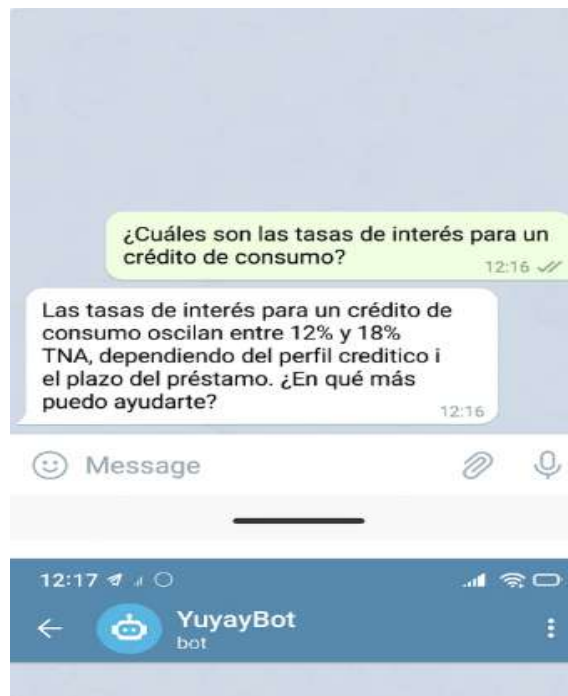 ¿Cuáles son las tasas de interés para un
crédito de consumo?
12:16
Las tasas de interés para un crédito de
consumo oscilan entre 12% y 18%
TNA, dependiendo del perfil creditico i
el plazo del préstamo. ¿En qué más
puedo ayudarte?
12:16
Message
12:17
YuyayBot
bot